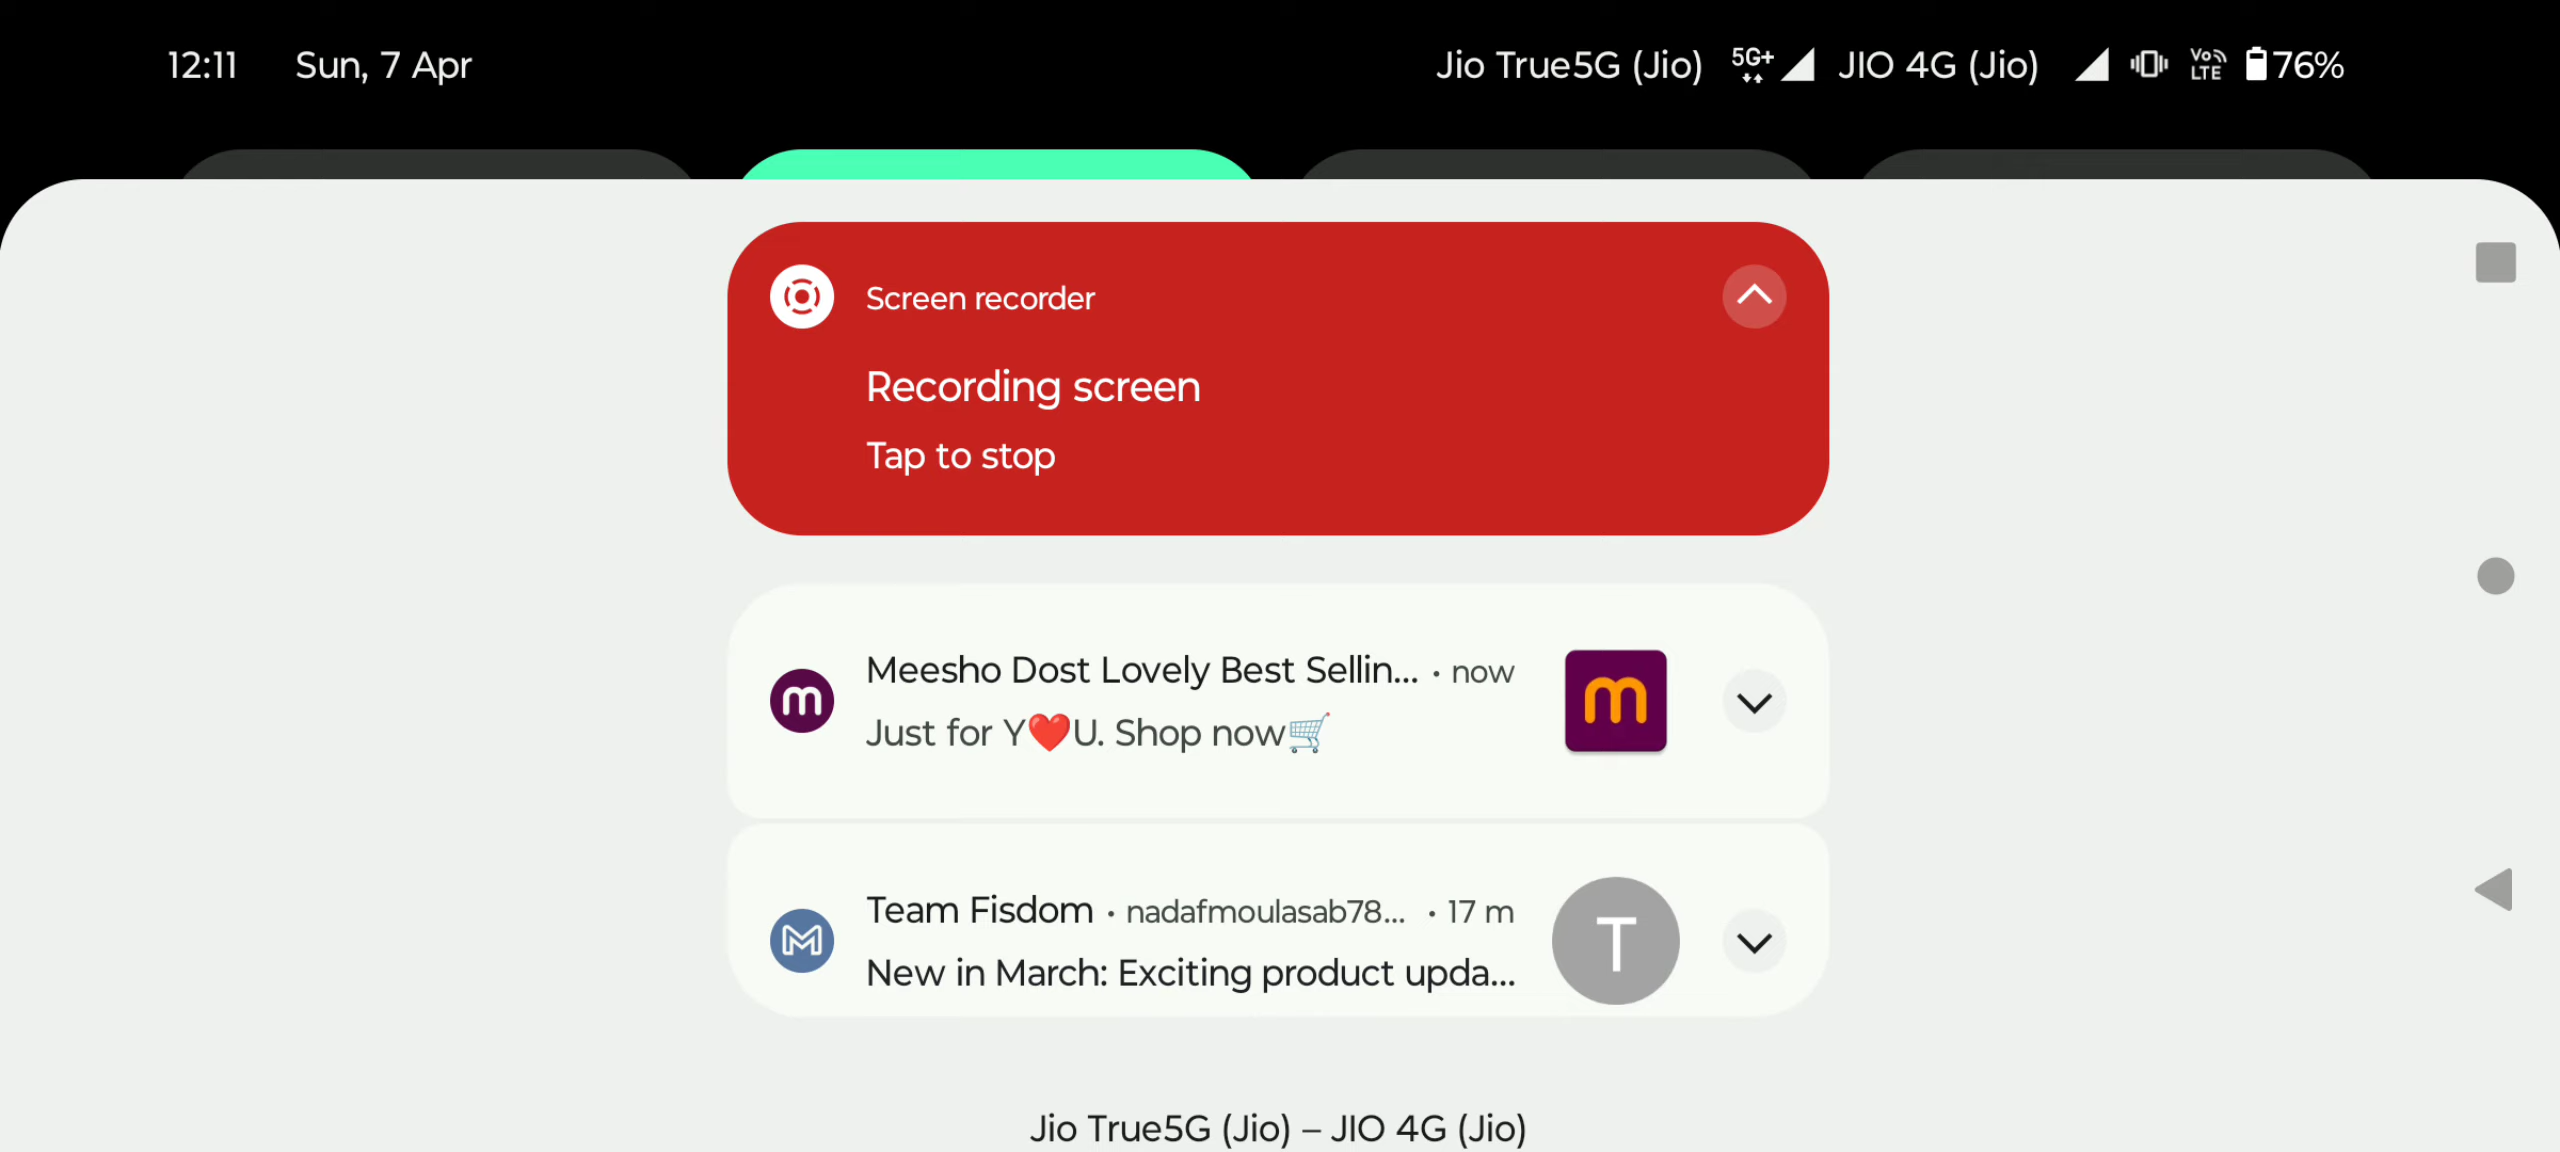 12:11 Sun, 7 Apr Jio True5G (Jio) 5G+ JIO 4G (Jio) VoLTE 76%
Screen recorder
Recording screen
Tap to stop
Meesho Dost Lovely Best Sellin... • now
Just for Y❤️U. Shop now🛒
Team Fisdom • nadafmoulasab78... • 17 m
New in March: Exciting product upda...
T
Jio True5G (Jio) – JIO 4G (Jio)